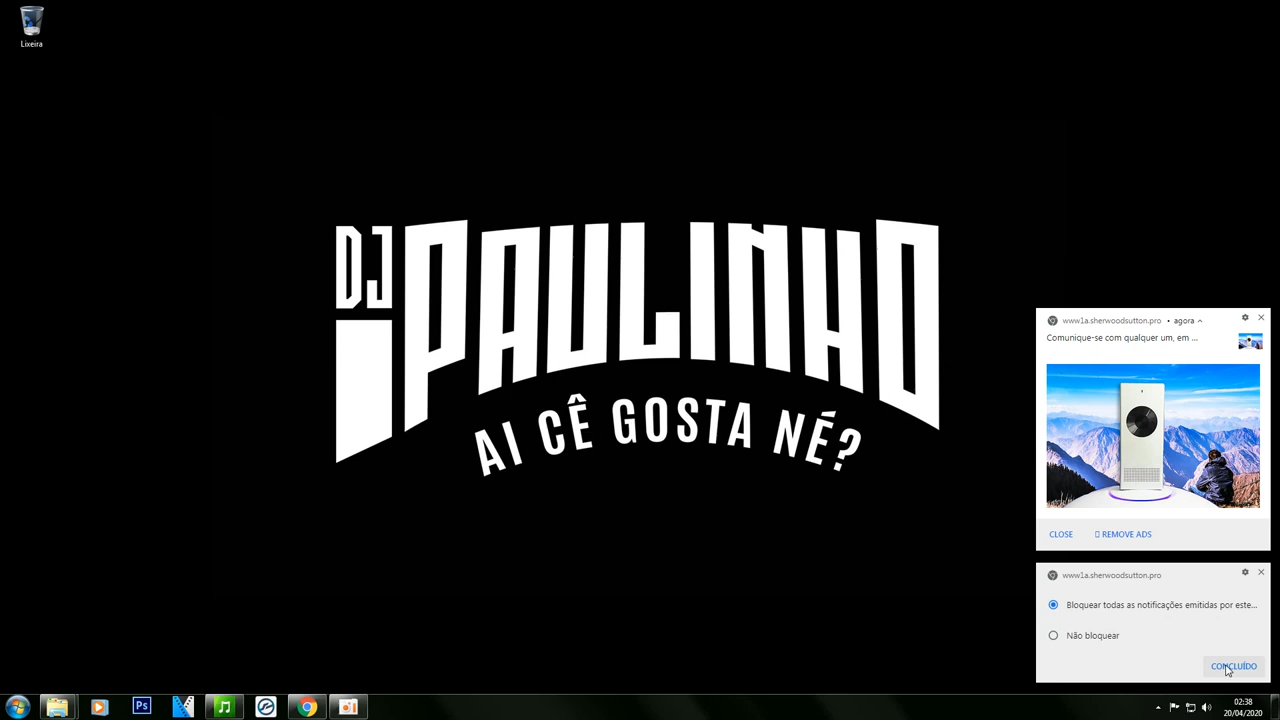 Lixeira
DJ PAULINHO
AI CÊ GOSTA NÉ?
www1a.sherwoodsutton.pro • agora
Comunique-se com qualquer um, em ...
CLOSE REMOVE ADS
www1a.sherwoodsutton.pro
Bloquear todas as notificações emitidas por este...
Não bloquear
CONCLUÍDO
Ps
02:38
20/04/2020